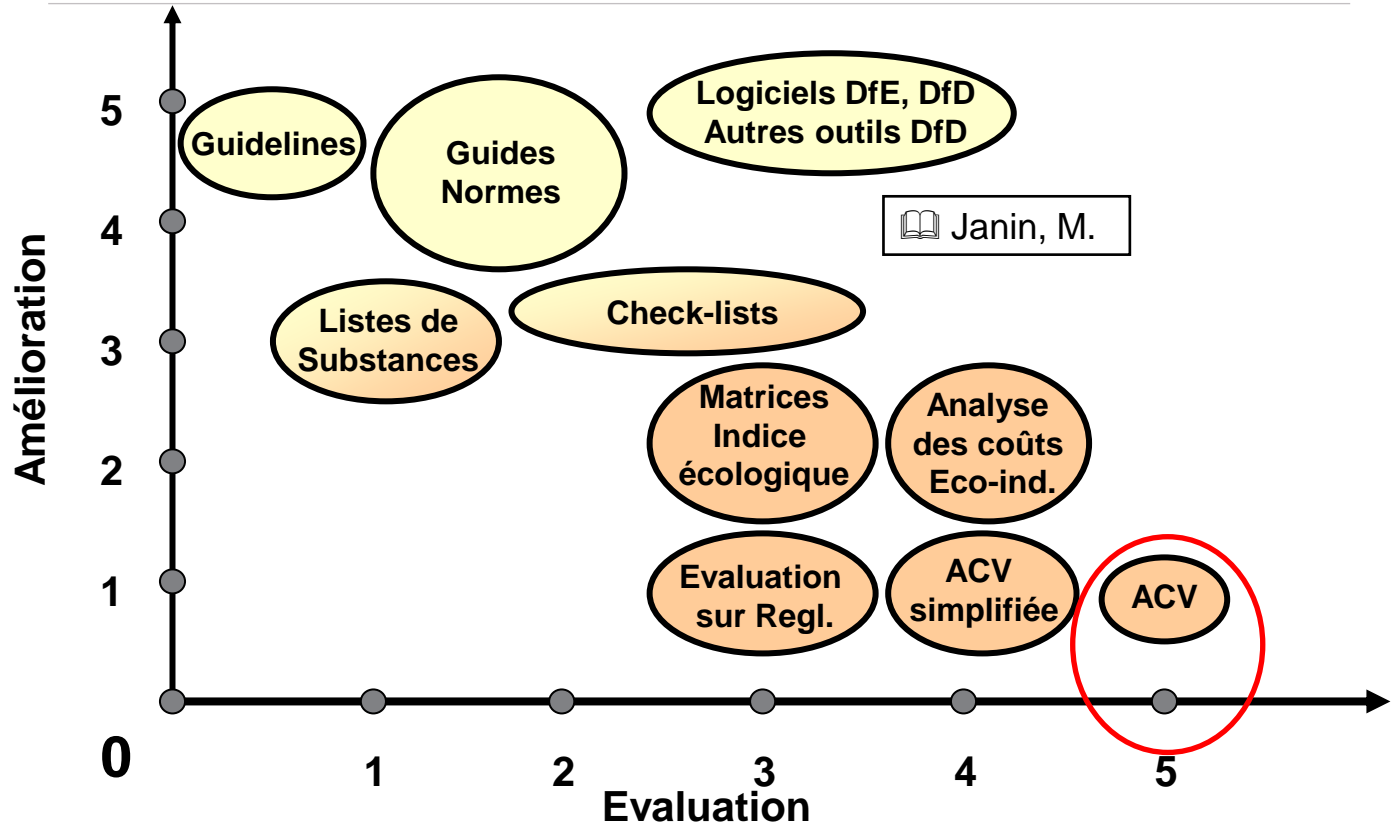 Amélioration
5
4
3
2
1
0
Guidelines
Guides
Normes
Logiciels DfE, DfD
Autres outils DfD
🕮 Janin, M.
Listes de
Substances
Check-lists
Matrices
Indice
écologique
Analyse
des coûts
Eco-ind.
Evaluation
sur Regl.
ACV
simplifiée
ACV
1
2
3
4
5
Evaluation